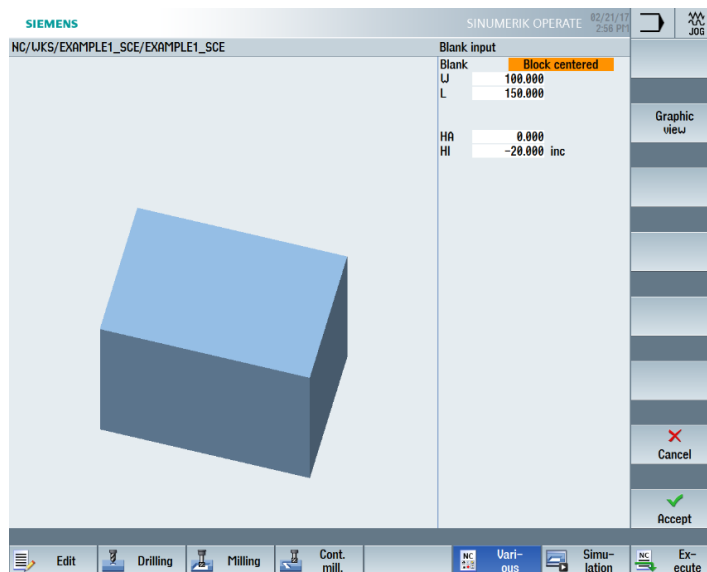 SIEMENS
SINUMERIK OPERATE 02/21/17
2:56 PM
JOG
NC/WKS/EXAMPLE1_SCE/EXAMPLE1_SCE
Blank input
Blank Block centered
W 100.000
L 150.000
HA 0.000
HI -20.000 inc
Graphic
view
Cancel
Accept
Edit
Drilling
Milling
Cont.
mill.
NC
Vari-
ous
Simu-
lation
NC
Ex-
ecute